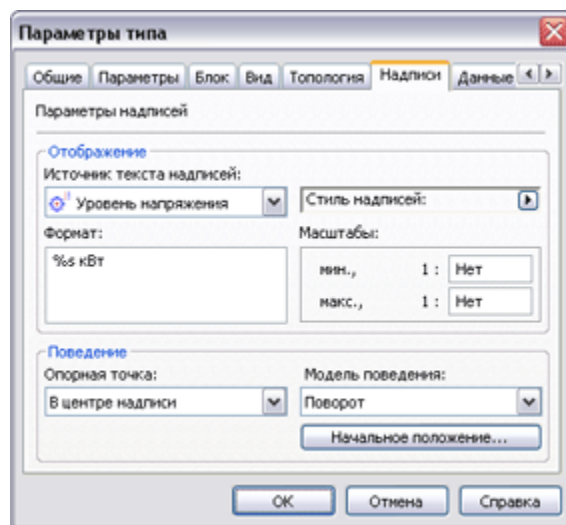 Параметры типа
Общие Параметры Блок Вид Топология Надписи Данные
Параметры надписей
Отображение
Источник текста надписей:
Уровень напряжения
Стиль надписей:
Формат:
Масштабы:
%s кВт
мин., 1 : Нет
макс., 1 : Нет
Поведение
Опорная точка:
Модель поведения:
В центре надписи
Поворот
Начальное положение...
ОК Отмена Справка